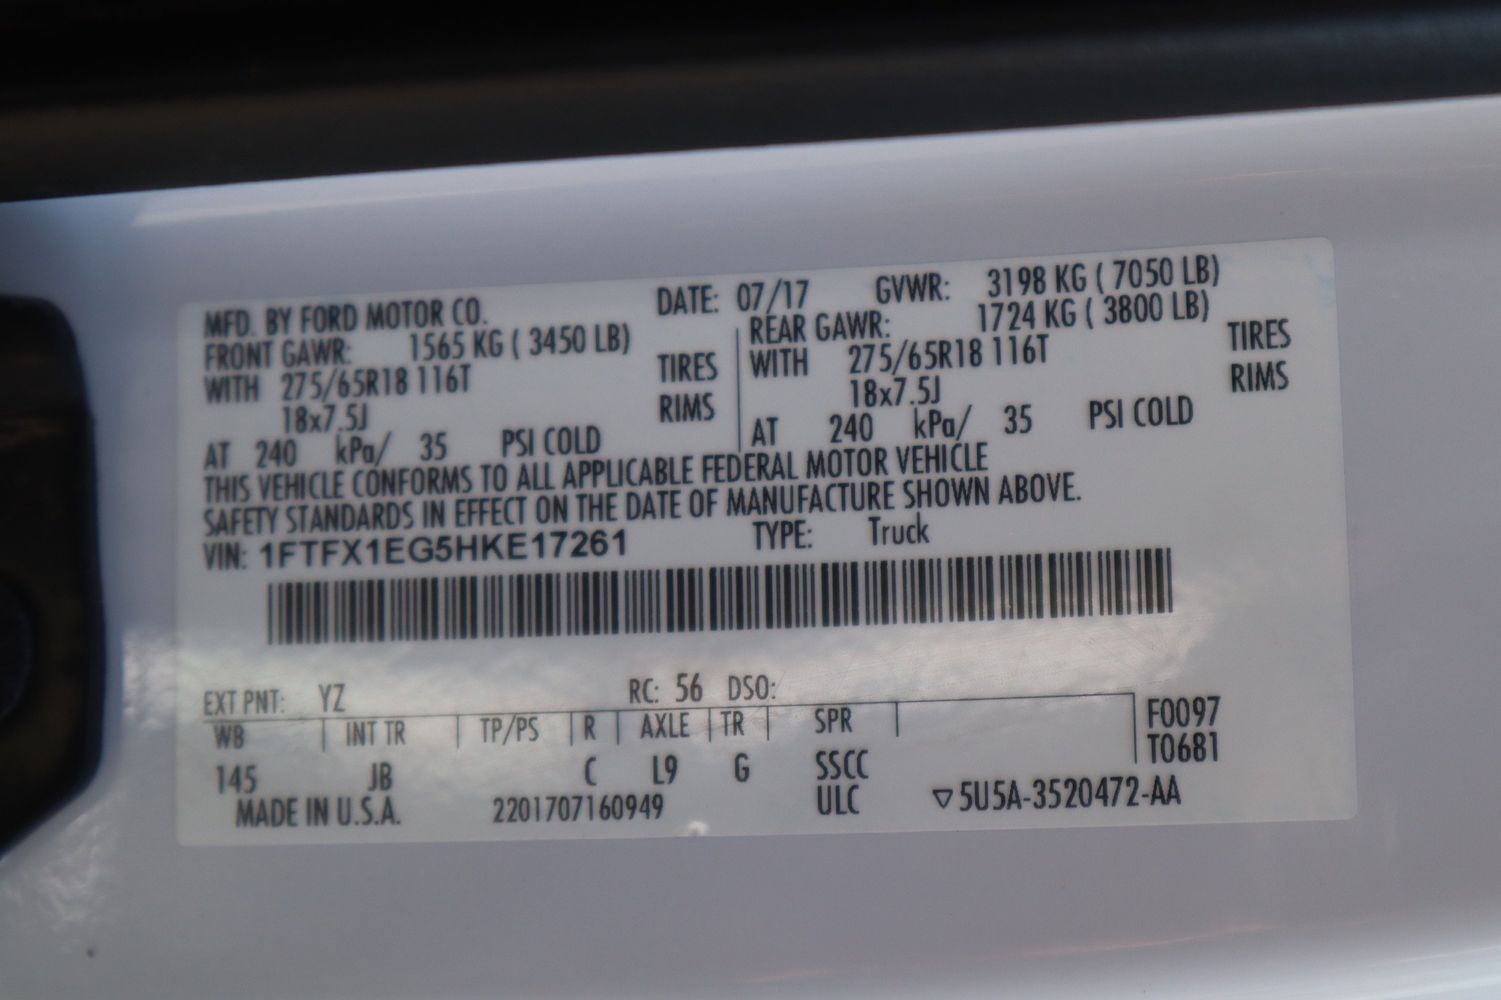 MFD. BY FORD MOTOR CO. DATE: 07/17 GVWR: 3198 KG ( 7050 LB)
FRONT GAWR: 1565 KG ( 3450 LB) REAR GAWR: 1724 KG ( 3800 LB)
WITH 275/65R18 116T TIRES WITH 275/65R18 116T TIRES
18x7.5J RIMS 18x7.5J RIMS
AT 240 kPa/ 35 PSI COLD AT 240 kPa/ 35 PSI COLD
THIS VEHICLE CONFORMS TO ALL APPLICABLE FEDERAL MOTOR VEHICLE
SAFETY STANDARDS IN EFFECT ON THE DATE OF MANUFACTURE SHOWN ABOVE.
VIN: 1FTFX1EG5HKE17261 TYPE: Truck
EXT PNT: YZ RC: 56 DSO:
WB | INT TR | TP/PS | R | AXLE | TR | SPR | F0097
T0681
145 JB C L9 G SSCC
MADE IN U.S.A. 2201707160949 ULC ▽5U5A-3520472-AA